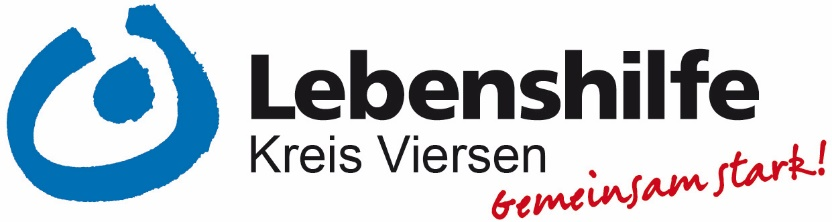 Lebenshilfe
Kreis Viersen
Gemeinsam stark!